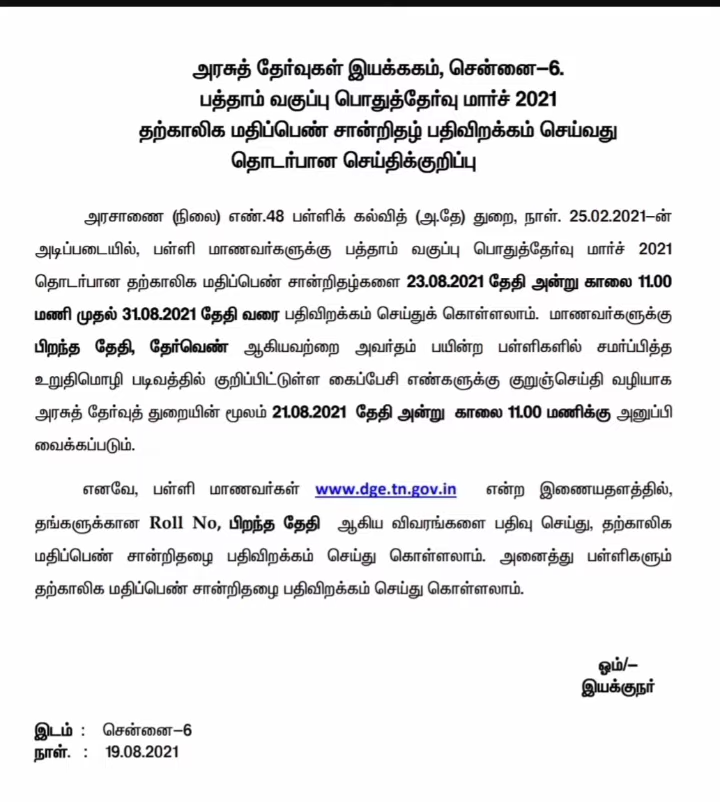 அரசுத் தேர்வுகள் இயக்ககம், சென்னை–6.
பத்தாம் வகுப்பு பொதுத்தேர்வு மார்ச் 2021
தற்காலிக மதிப்பெண் சான்றிதழ் பதிவிறக்கம் செய்வது
தொடர்பான செய்திக்குறிப்பு
அரசாணை (நிலை) எண்.48 பள்ளிக் கல்வித் (அ.தே) துறை, நாள். 25.02.2021–ன்
அடிப்படையில், பள்ளி மாணவர்களுக்கு பத்தாம் வகுப்பு பொதுத்தேர்வு மார்ச் 2021
தொடர்பான தற்காலிக மதிப்பெண் சான்றிதழ்களை 23.08.2021 தேதி அன்று காலை 11.00
மணி முதல் 31.08.2021 தேதி வரை பதிவிறக்கம் செய்துக் கொள்ளலாம். மாணவர்களுக்கு
பிறந்த தேதி, தேர்வெண் ஆகியவற்றை அவர்தம் பயின்ற பள்ளிகளில் சமர்ப்பித்த
உறுதிமொழி படிவத்தில் குறிப்பிட்டுள்ள கைப்பேசி எண்களுக்கு குறுஞ்செய்தி வழியாக
அரசுத் தேர்வுத் துறையின் மூலம் 21.08.2021 தேதி அன்று காலை 11.00 மணிக்கு அனுப்பி
வைக்கப்படும்.
எனவே, பள்ளி மாணவர்கள் www.dge.tn.gov.in என்ற இணையதளத்தில்,
தங்களுக்கான Roll No, பிறந்த தேதி ஆகிய விவரங்களை பதிவு செய்து, தற்காலிக
மதிப்பெண் சான்றிதழை பதிவிறக்கம் செய்து கொள்ளலாம். அனைத்து பள்ளிகளும்
தற்காலிக மதிப்பெண் சான்றிதழை பதிவிறக்கம் செய்து கொள்ளலாம்.
ஓம்/–
இயக்குநர்
இடம் : சென்னை–6
நாள். : 19.08.2021